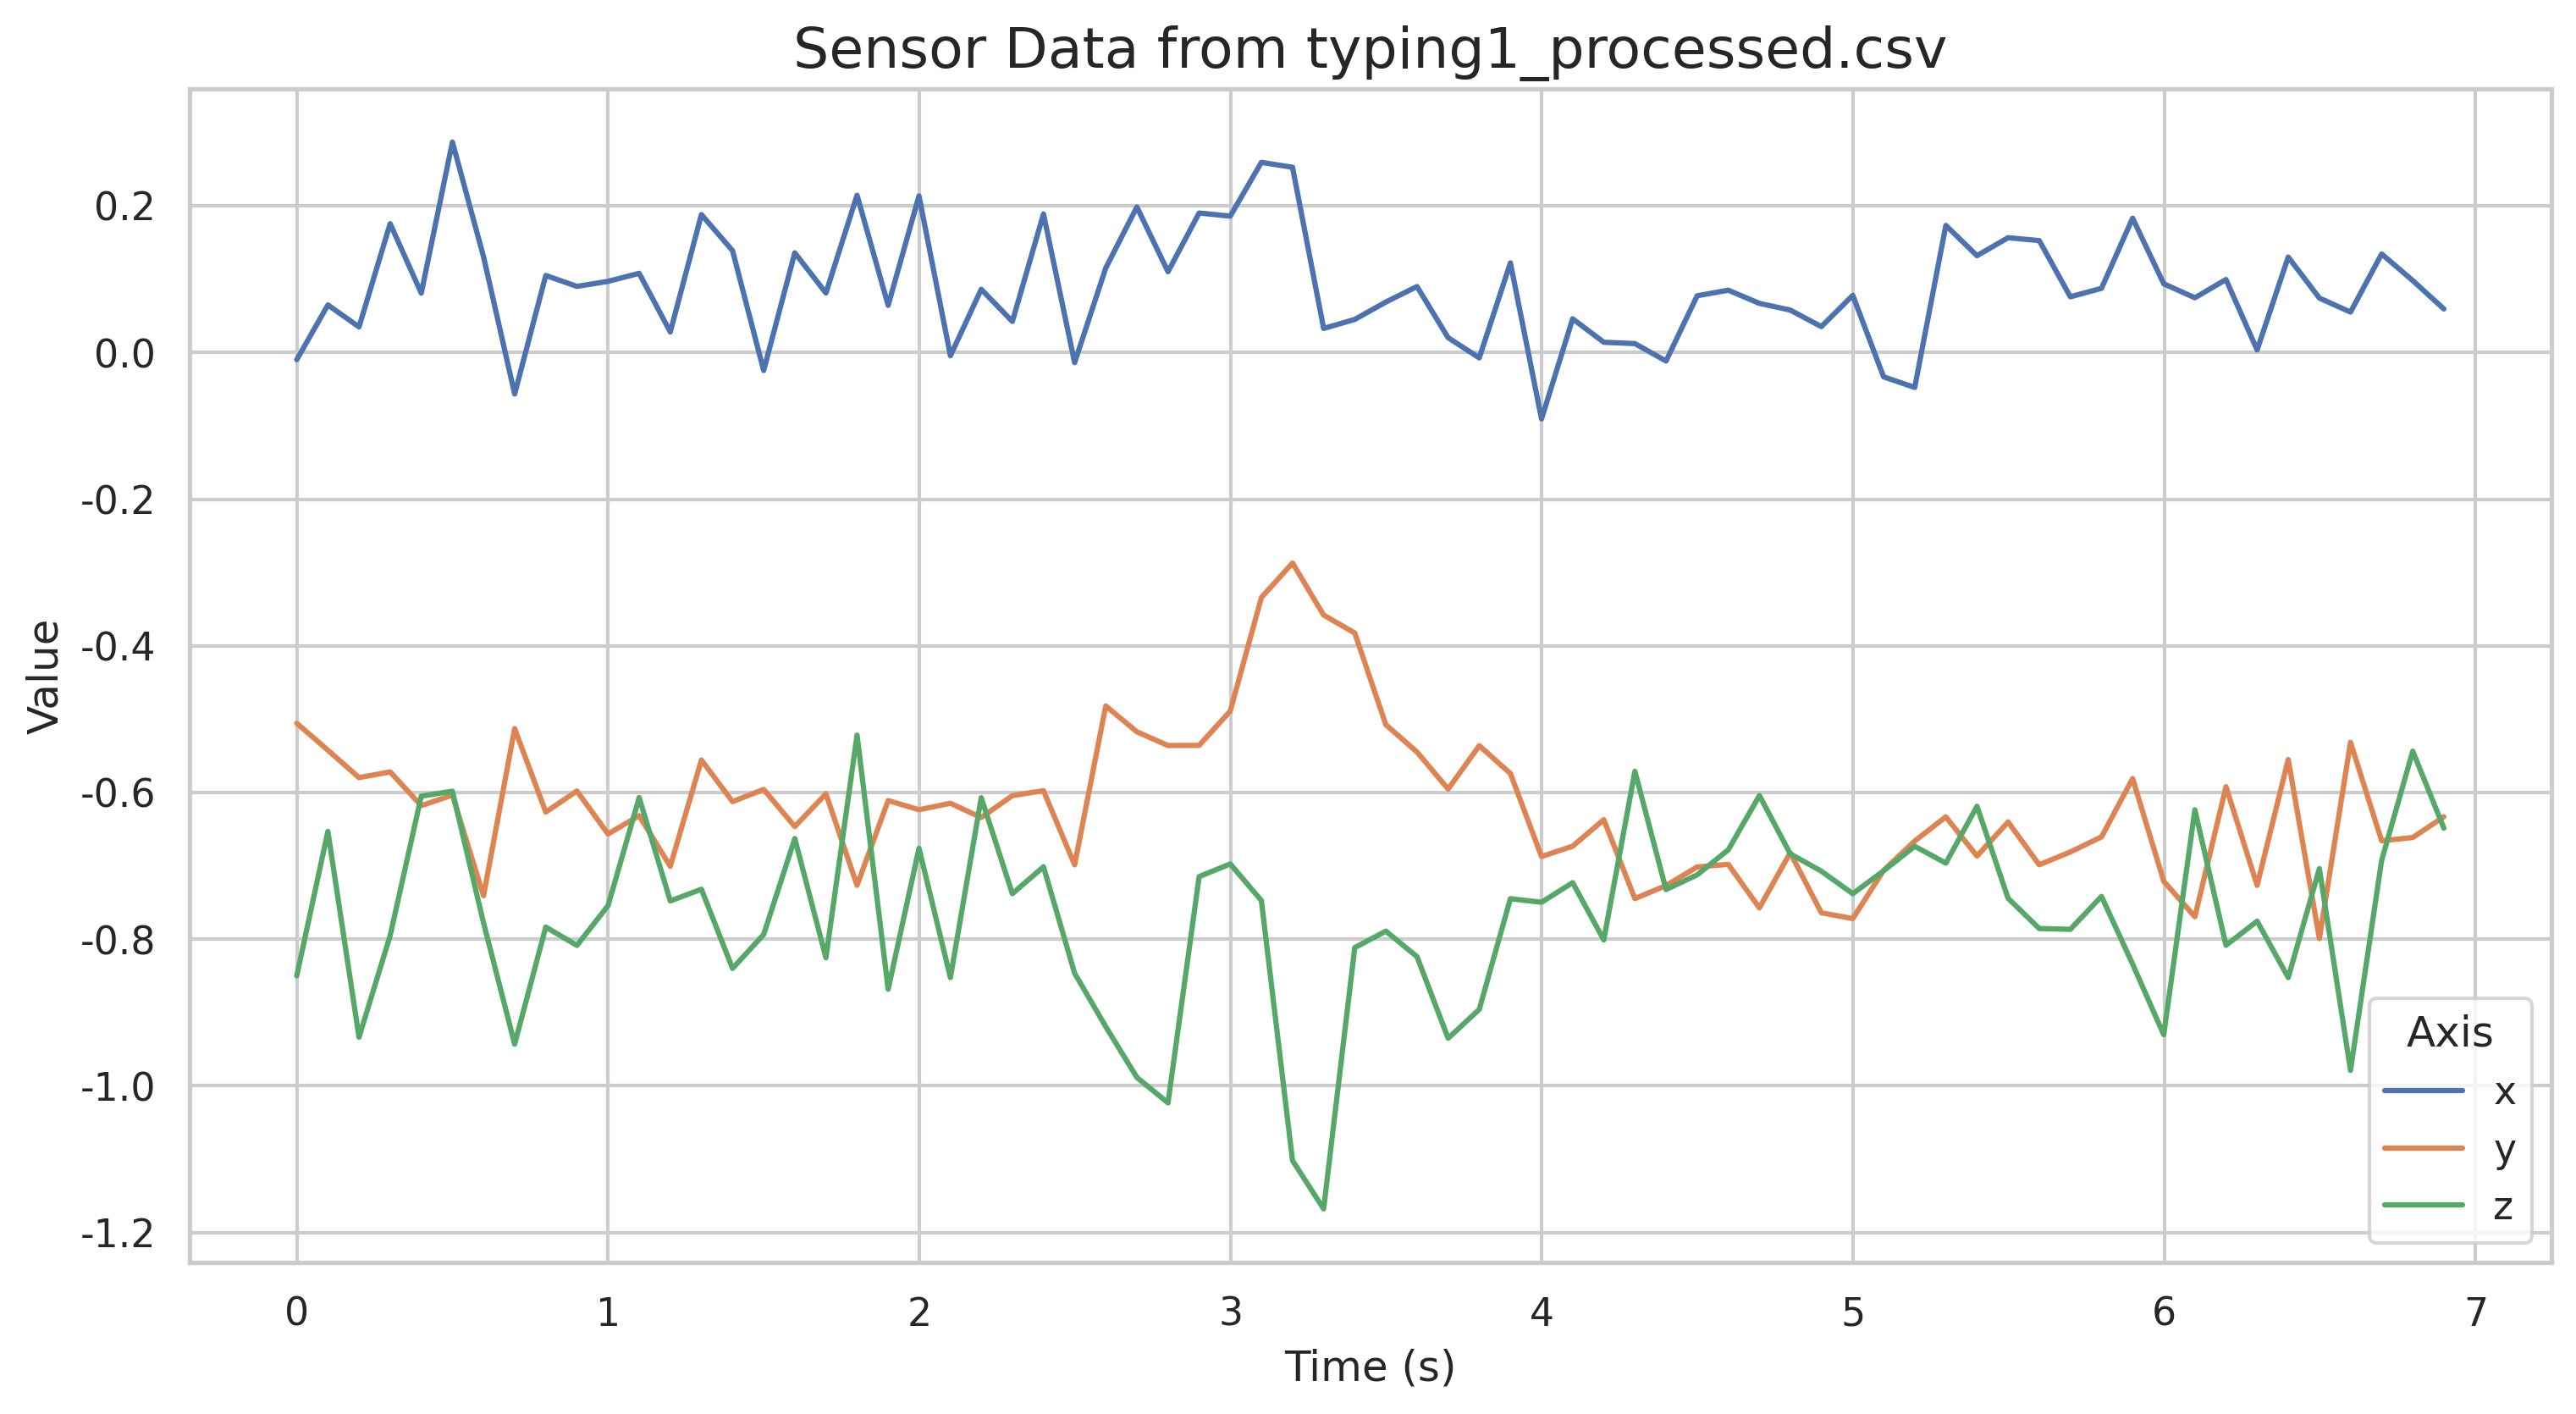 Sensor Data from typing1_processed.csv
0.2
0.0
-0.2
-0.4
-0.6
-0.8
-1.0
-1.2
Value
0 1 2 3 4 5 6 7
Time (s)
Axis
x
y
z